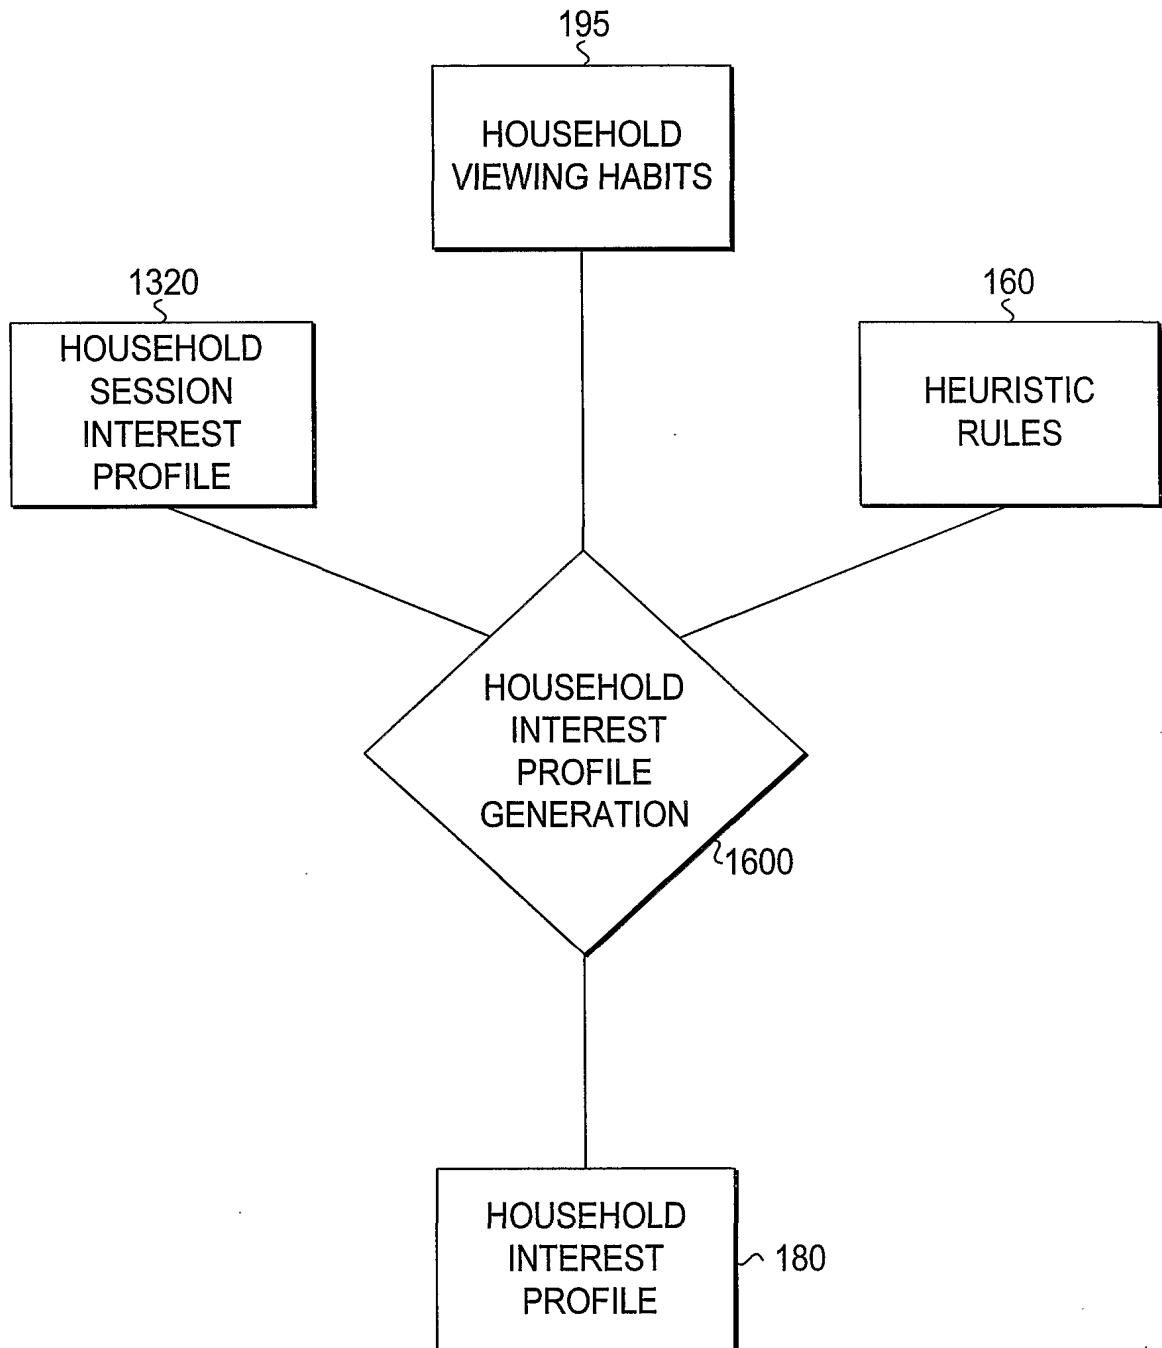 195
HOUSEHOLD
VIEWING HABITS
1320
HOUSEHOLD
SESSION
INTEREST
PROFILE
160
HEURISTIC
RULES
HOUSEHOLD
INTEREST
PROFILE
GENERATION
1600
HOUSEHOLD
INTEREST
PROFILE
180